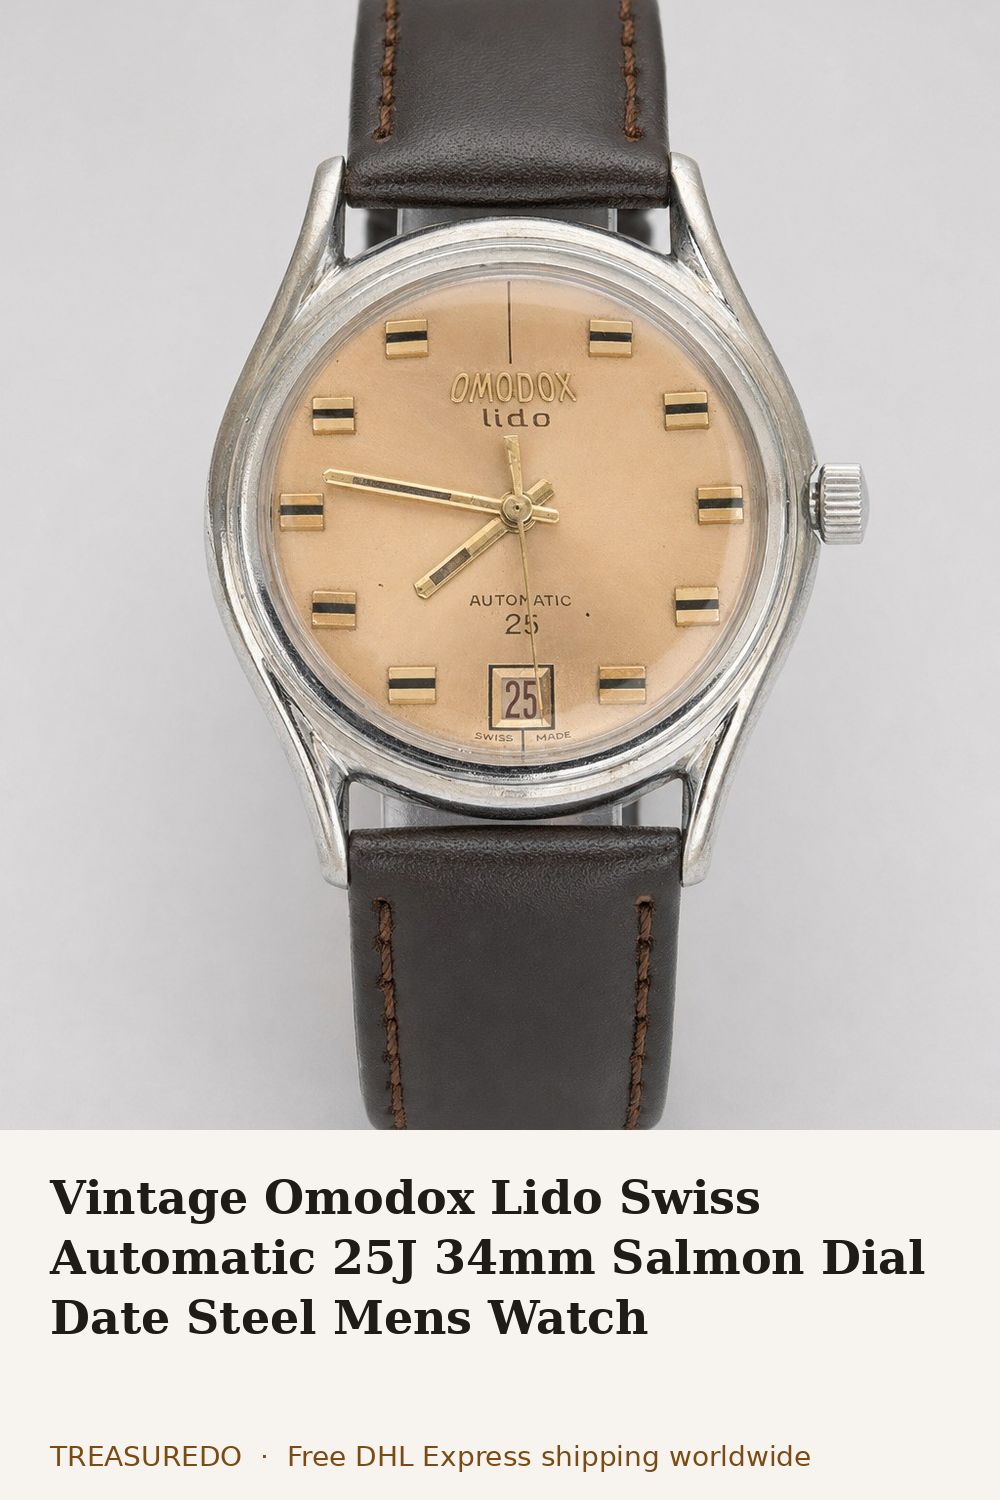 OMODOX
lido
AUTOMATIC
25
25
SWISS MADE
Vintage Omodox Lido Swiss
Automatic 25J 34mm Salmon Dial
Date Steel Mens Watch
TREASUREDO · Free DHL Express shipping worldwide